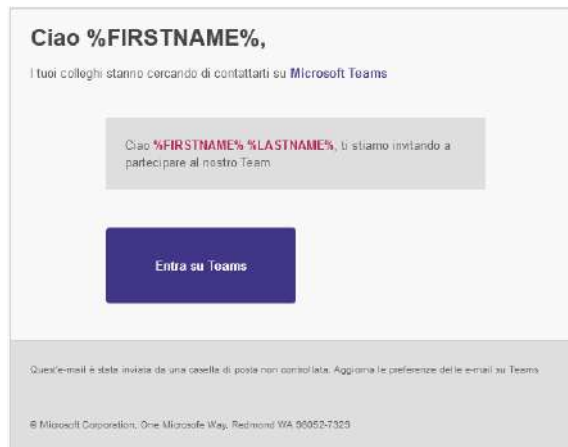 Ciao %FIRSTNAME%,
I tuoi colleghi stanno cercando di contattarti su Microsoft Teams
Ciao %FIRSTNAME% %LASTNAME%, ti stiamo invitando a
partecipare al nostro Team
Entra su Teams
Quest'e-mail è stata inviata da una casella di posta non controllata. Aggiorna le preferenze delle e-mail su Teams
© Microsoft Corporation, One Microsofe Way, Redmond WA 98052-7329